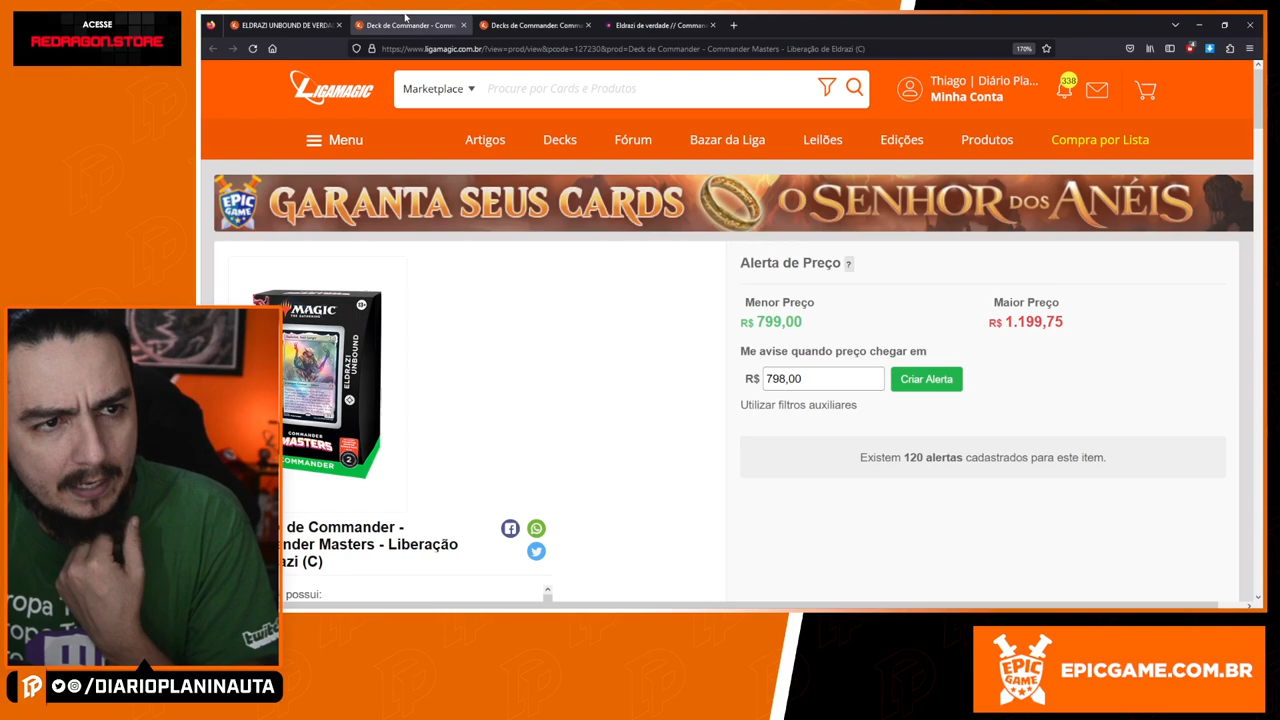 ACESSE
REDRAGON.STORE
ELDRAZI UNBOUND DE VERDA
Deck de Commander - Comm
Decks de Commander: Comma
Eldrazi de verdade // Comman
https://www.ligamagic.com.br/?view=prod/view&pcode=127230&prod=Deck de Commander - Commander Masters - Liberação de Eldrazi (C)
170%
LIGAMAGIC
Marketplace
Procure por Cards e Produtos
Thiago | Diário Pla...
Minha Conta
338
Menu
Artigos
Decks
Fórum
Bazar da Liga
Leilões
Edições
Produtos
Compra por Lista
EPIC GAME
GARANTA SEUS CARDS
O SENHOR DOS ANÉIS
MAGIC
THE GATHERING
13+
ELDRAZI UNBOUND
COMMANDER
MASTERS
COMMANDER
2
Alerta de Preço ?
Menor Preço
Maior Preço
R$ 799,00
R$ 1.199,75
Me avise quando preço chegar em
R$ 798,00
Criar Alerta
Utilizar filtros auxiliares
Existem 120 alertas cadastrados para este item.
de Commander -
nder Masters - Liberação
azi (C)
possui:
ropa T
ropa T
twitc
/DIARIOPLANINAUTA
EPIC
GAME
EPICGAME.COM.BR